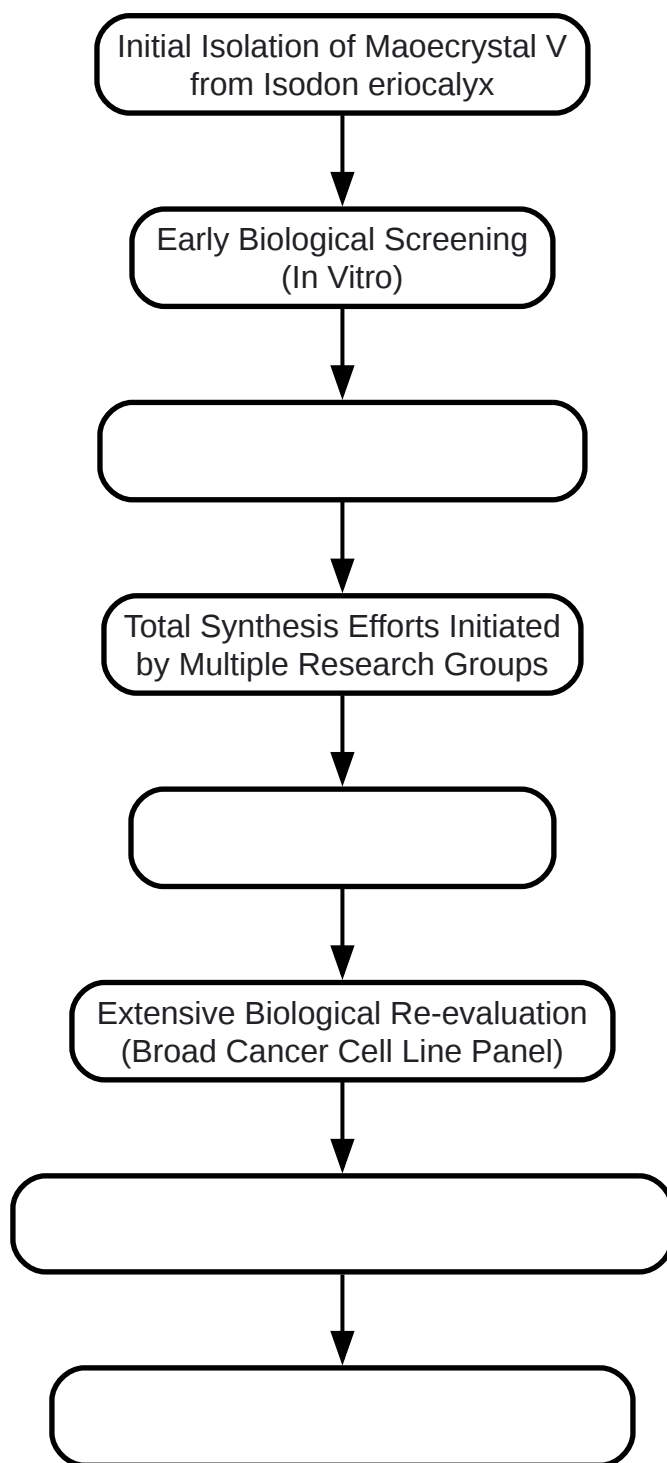 Initial Isolation of Maoecrystal V
from Isodon eriocalyx
Early Biological Screening
(In Vitro)
Total Synthesis Efforts Initiated
by Multiple Research Groups
Extensive Biological Re-evaluation
(Broad Cancer Cell Line Panel)